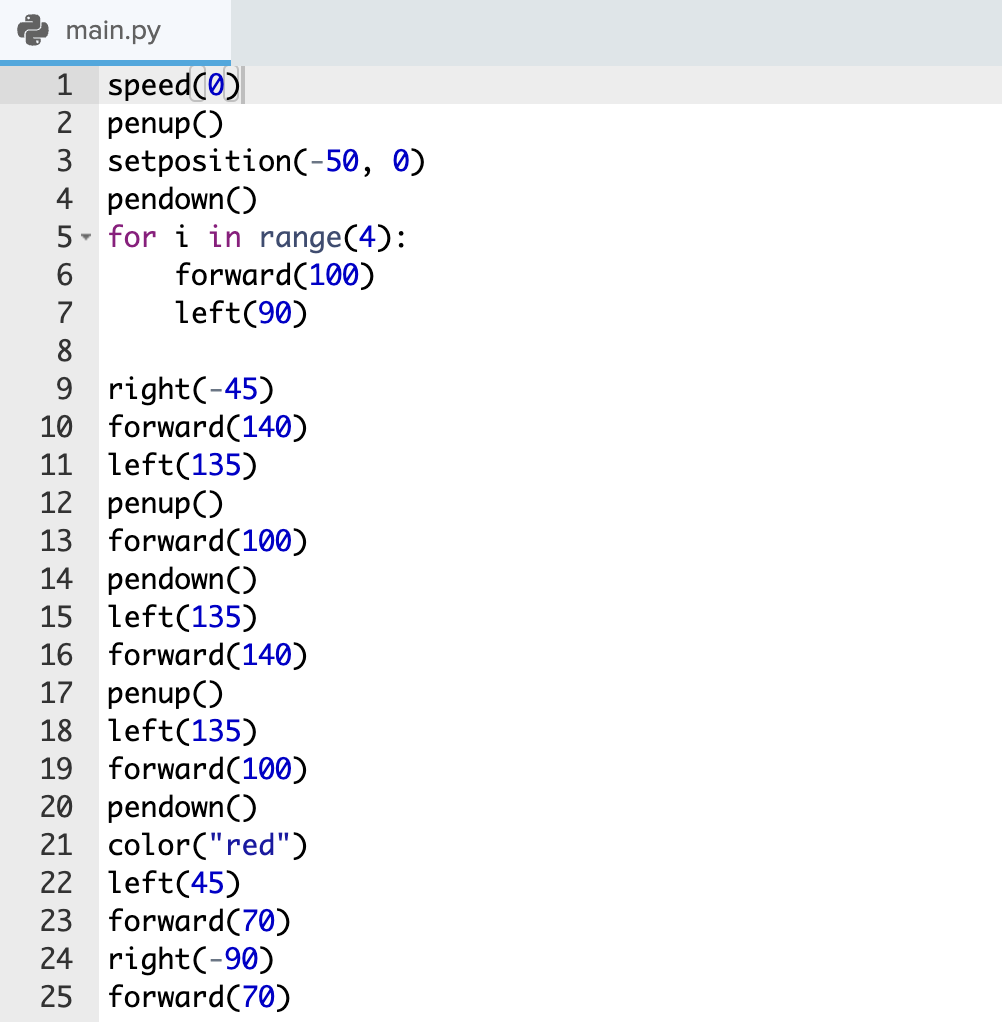 main.py
1 speed(0)
2 penup()
3 setposition(-50, 0)
4 pendown()
5 for i in range(4):
6     forward(100)
7     left(90)
8
9 right(-45)
10 forward(140)
11 left(135)
12 penup()
13 forward(100)
14 pendown()
15 left(135)
16 forward(140)
17 penup()
18 left(135)
19 forward(100)
20 pendown()
21 color("red")
22 left(45)
23 forward(70)
24 right(-90)
25 forward(70)